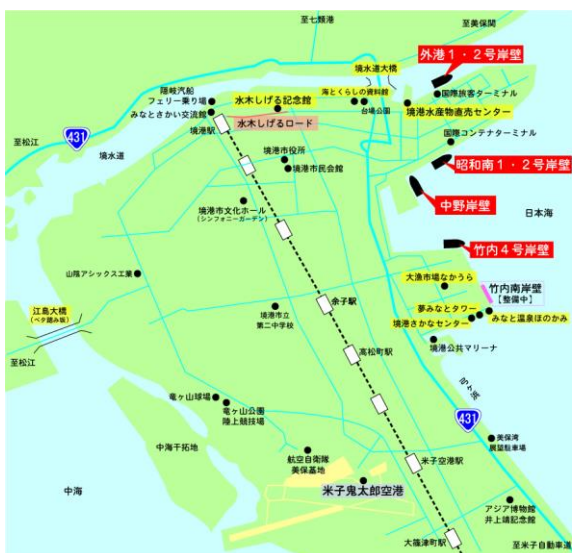 至七類港
至美保関
外港１・２号岸壁
境水道大橋
隠岐汽船
フェリー乗り場
水木しげる記念館
海とくらしの資料館
国際旅客ターミナル
みなとさかい交流館
台場公園
境港水産物直売センター
境港駅
水木しげるロード
至松江
431
境水道
国際コンテナターミナル
境港市役所
境港市民会館
昭和南１・２号岸壁
中野岸壁
境港市文化ホール
(シンフォニーガーデン)
日本海
竹内４号岸壁
山陰アシックス工業
大漁市場なかうら
竹内南岸壁
【整備中】
江島大橋
(ベタ踏み坂)
余子駅
夢みなとタワー
みなと温泉ほのかみ
境港市立
第二中学校
境港さかなセンター
境港公共マリーナ
高松町駅
至松江
弓ヶ浜
竜ヶ山球場
竜ヶ山公園
陸上競技場
431
美保湾
展望駐車場
中海干拓地
航空自衛隊
美保基地
米子空港駅
中海
米子鬼太郎空港
アジア博物館
井上靖記念館
大篠津町駅
至米子自動車道